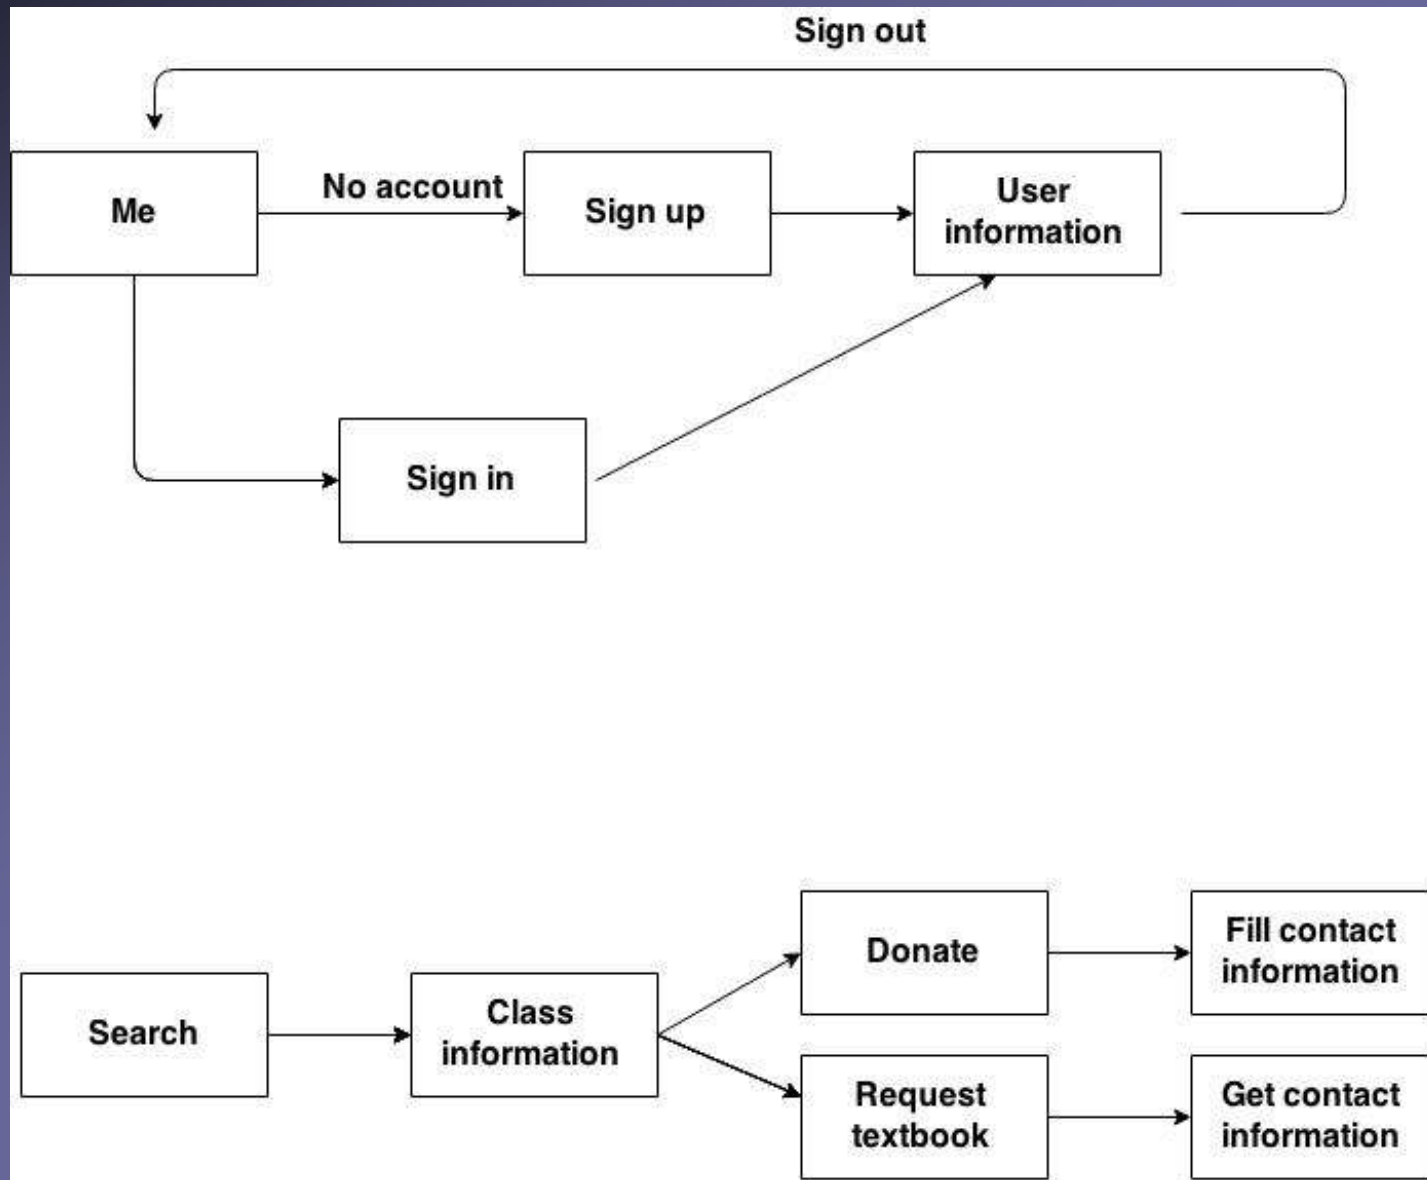 Sign out
Me
No account
Sign up
User
information
Sign in
Donate
Fill contact
information
Search
Class
information
Request
textbook
Get contact
information